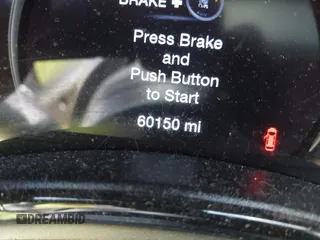 BRAKE +
Press Brake
and
Push Button
to Start
60150 mi
DREAMBID